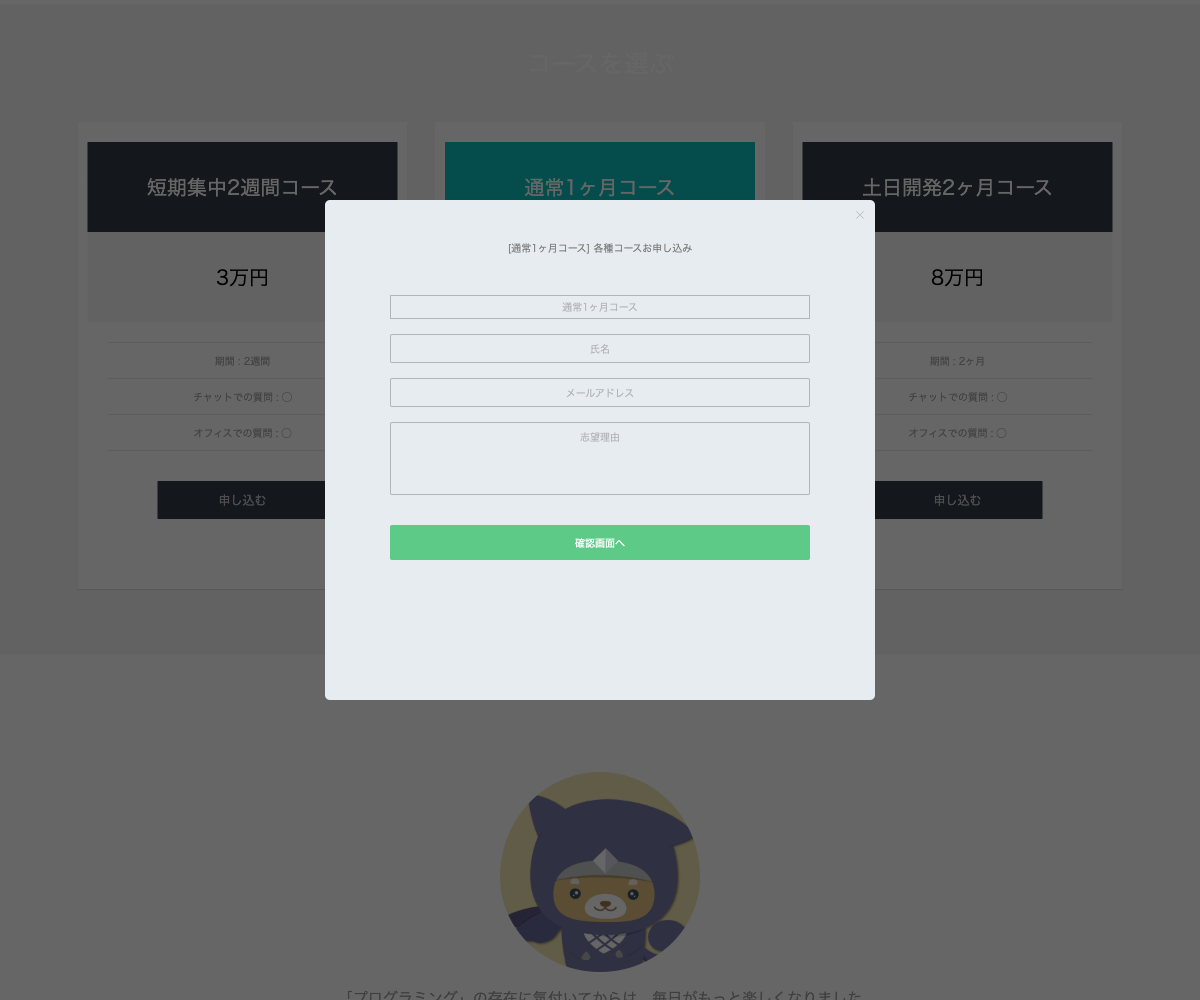 コースを選ぶ
短期集中2週間コース
通常1ヶ月コース
土日開発2ヶ月コース
3万円
8万円
期間 : 2週間
チャットでの質問 : ◯
オフィスでの質問 : ◯
申し込む
期間 : 2ヶ月
チャットでの質問 : ◯
オフィスでの質問 : ◯
申し込む
×
[通常1ヶ月コース] 各種コースお申し込み
通常1ヶ月コース
氏名
メールアドレス
志望理由
確認画面へ
「プログラミング」の存在に気付いてからは、毎日がもっと楽しくなりました